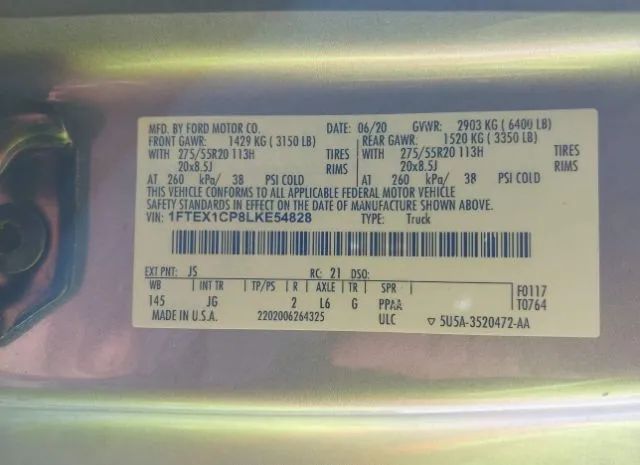 MFD. BY FORD MOTOR CO. DATE: 06/20 GVWR: 2903 KG ( 6400 LB)
FRONT GAWR: 1429 KG ( 3150 LB) REAR GAWR: 1520 KG ( 3350 LB)
WITH 275/55R20 113H TIRES WITH 275/55R20 113H TIRES
20x8.5J RIMS 20x8.5J RIMS
AT 260 kPa/ 38 PSI COLD AT 260 kPa/ 38 PSI COLD
THIS VEHICLE CONFORMS TO ALL APPLICABLE FEDERAL MOTOR VEHICLE
SAFETY STANDARDS IN EFFECT ON THE DATE OF MANUFACTURE SHOWN ABOVE.
VIN: 1FTEX1CP8LKE54828 TYPE: Truck
EXT PNT: JS RC: 21 DSO:
WB INT TR TP/PS R AXLE TR SPR F0117
145 JG 2 L6 G PPAA T0764
MADE IN U.S.A. 2202006264325 ULC ▽ 5U5A-3520472-AA